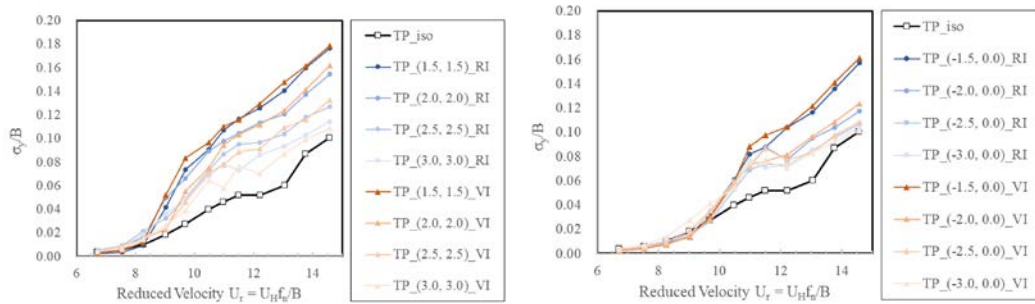 0.20
0.18
0.16
0.14
0.12
0.10
0.08
0.06
0.04
0.02
0.00
σy/B
6
8
10
12
14
Reduced Velocity Ur = UHfn/B
TP_iso
TP_(1.5, 1.5)_RI
TP_(2.0, 2.0)_RI
TP_(2.5, 2.5)_RI
TP_(3.0, 3.0)_RI
TP_(1.5, 1.5)_VI
TP_(2.0, 2.0)_VI
TP_(2.5, 2.5)_VI
TP_(3.0, 3.0)_VI
0.20
0.18
0.16
0.14
0.12
0.10
0.08
0.06
0.04
0.02
0.00
σy/B
6
8
10
12
14
Reduced Velocity Ur = UHfn/B
TP_iso
TP_(-1.5, 0.0)_RI
TP_(-2.0, 0.0)_RI
TP_(-2.5, 0.0)_RI
TP_(-3.0, 0.0)_RI
TP_(-1.5, 0.0)_VI
TP_(-2.0, 0.0)_VI
TP_(-2.5, 0.0)_VI
TP_(-3.0, 0.0)_VI